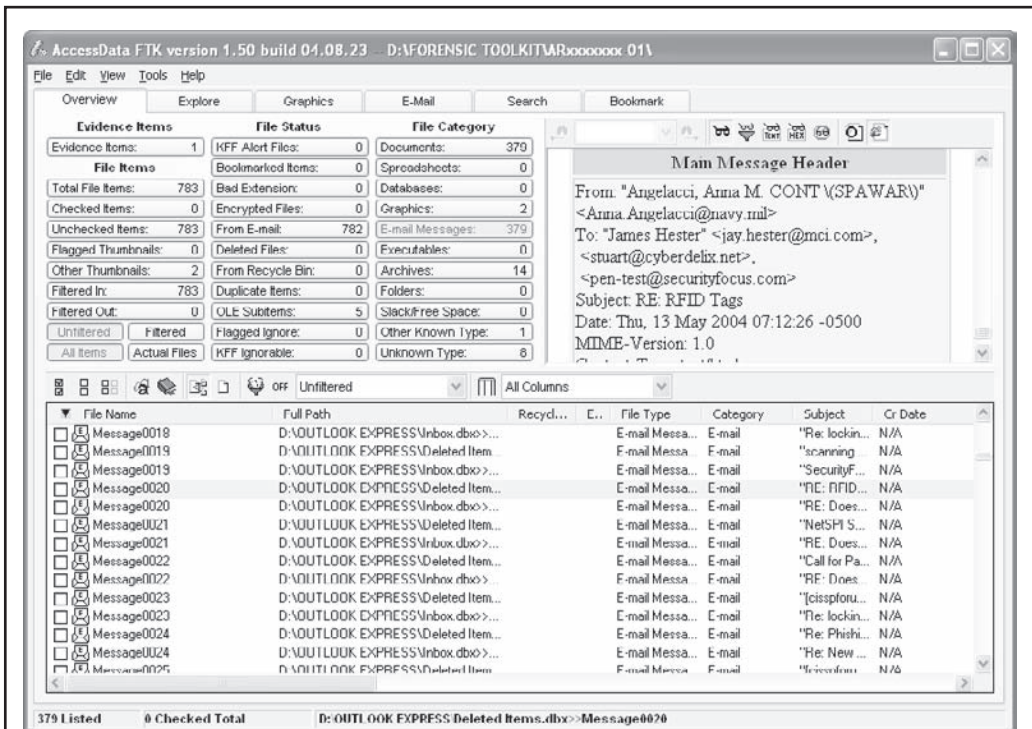 AccessData FTK version 1.50 build 04.08.23 -- D:\FORENSIC TOOLKIT\ARxxxxxxx 01\
File Edit View Tools Help
Overview Explore Graphics E-Mail Search Bookmark
Evidence Items File Status File Category
Evidence Items: 1 KFF Alert Files: 0 Documents: 379
File Items Bookmarked Items: 0 Spreadsheets: 0
Total File Items: 783 Bad Extension: 0 Databases: 0
Checked Items: 0 Encrypted Files: 0 Graphics: 2
Unchecked Items: 783 From E-mail: 782 E-mail Messages: 379
Flagged Thumbnails: 0 Deleted Files: 0 Executables: 0
Other Thumbnails: 2 From Recycle Bin: 0 Archives: 14
Filtered In: 783 Duplicate Items: 0 Folders: 0
Filtered Out: 0 OLE Subitems: 5 Slack/Free Space: 0
Unfiltered Filtered Flagged Ignore: 0 Other Known Type: 1
All Items Actual Files KFF Ignorable: 0 Unknown Type: 8
TEXT HEX
Main Message Header
From: "Angelacci, Anna M. CONT \(SPAWAR\)"
<Anna.Angelacci@navy.mil>
To: "James Hester" <jay.hester@mci.com>,
<stuart@cyberdelix.net>,
<pen-test@securityfocus.com>
Subject: RE: RFID Tags
Date: Thu, 13 May 2004 07:12:26 -0500
MIME-Version: 1.0
OFF Unfiltered All Columns
File Name Full Path Recycl... E... File Type Category Subject Cr Date
Message0018 D:\OUTLOOK EXPRESS\Inbox.dbx>>... E-mail Messa... E-mail "Re: lockin... N/A
Message0019 D:\OUTLOOK EXPRESS\Deleted Item... E-mail Messa... E-mail "scanning ... N/A
Message0019 D:\OUTLOOK EXPRESS\Inbox.dbx>>... E-mail Messa... E-mail "SecurityF... N/A
Message0020 D:\OUTLOOK EXPRESS\Deleted Item... E-mail Messa... E-mail "RE: RFID... N/A
Message0020 D:\OUTLOOK EXPRESS\Inbox.dbx>>... E-mail Messa... E-mail "RE: Does... N/A
Message0021 D:\OUTLOOK EXPRESS\Deleted Item... E-mail Messa... E-mail "NetSPI S... N/A
Message0021 D:\OUTLOOK EXPRESS\Inbox.dbx>>... E-mail Messa... E-mail "RE: Does... N/A
Message0022 D:\OUTLOOK EXPRESS\Deleted Item... E-mail Messa... E-mail "Call for Pa... N/A
Message0022 D:\OUTLOOK EXPRESS\Inbox.dbx>>... E-mail Messa... E-mail "RE: Does... N/A
Message0023 D:\OUTLOOK EXPRESS\Deleted Item... E-mail Messa... E-mail "[cisspforu... N/A
Message0023 D:\OUTLOOK EXPRESS\Inbox.dbx>>... E-mail Messa... E-mail "Re: lockin... N/A
Message0024 D:\OUTLOOK EXPRESS\Deleted Item... E-mail Messa... E-mail "Re: Phishi... N/A
Message0024 D:\OUTLOOK EXPRESS\Inbox.dbx>>... E-mail Messa... E-mail "Re: New ... N/A
Message0025 D:\OUTLOOK EXPRESS\Deleted Item... E-mail Messa... E-mail "[cisspforu... N/A
379 Listed 0 Checked Total D:\OUTLOOK EXPRESS\Deleted Items.dbx>>Message0020